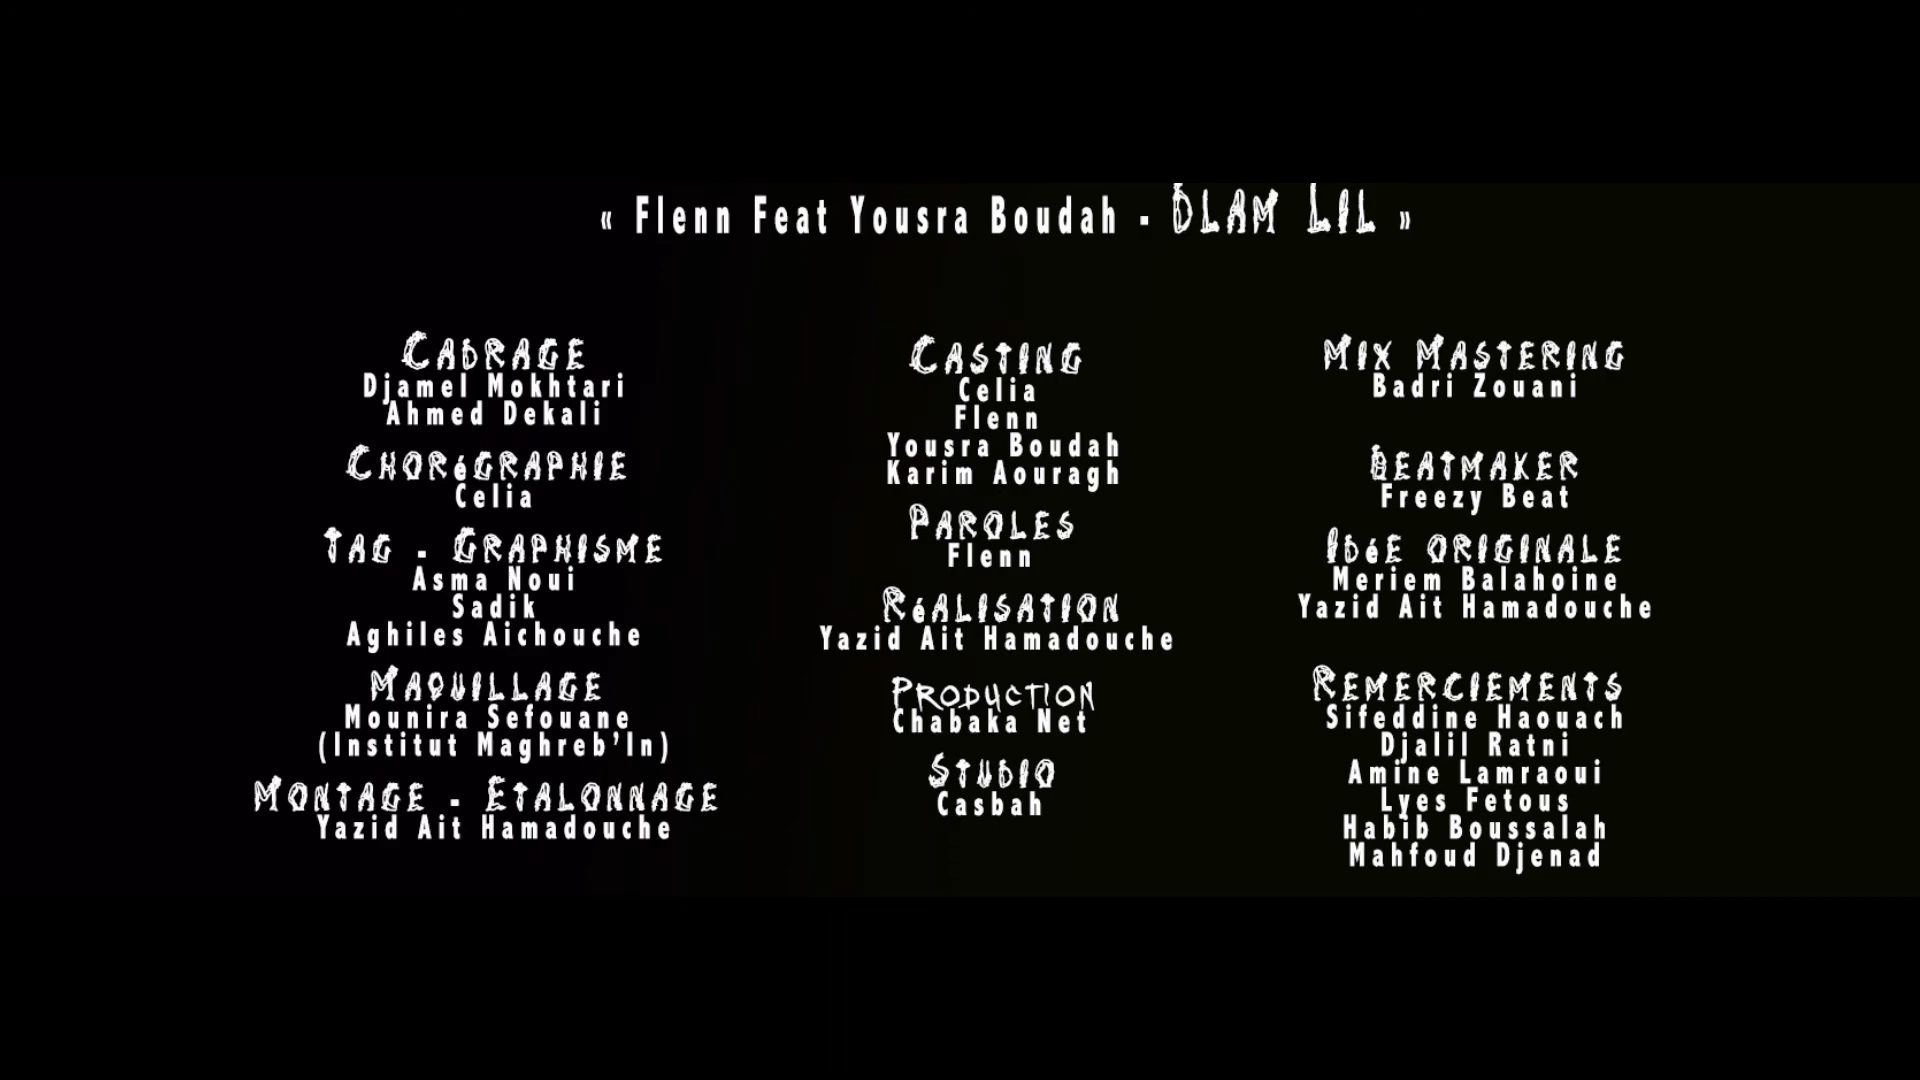 « Flenn Feat Yousra Boudah - DLAM LIL »
CADRAGE
Djamel Mokhtari
Ahmed Dekali
CHORéGRAPHIE
Celia
TAG - GRAPHISME
Asma Noui
Sadik
Aghiles Aichouche
MAQUILLAGE
Mounira Sefouane
(Institut Maghreb’In)
MONTAGE - ETALONNAGE
Yazid Ait Hamadouche
CASTING
Celia
Flenn
Yousra Boudah
Karim Aouragh
PAROLES
Flenn
RéALISATION
Yazid Ait Hamadouche
PRODUCTION
Chabaka Net
STUDIO
Casbah
MIX MASTERING
Badri Zouani
BEATMAKER
Freezy Beat
IDéE ORIGINALE
Meriem Balahoine
Yazid Ait Hamadouche
REMERCIEMENTS
Sifeddine Haouach
Djalil Ratni
Amine Lamraoui
Lyes Fetous
Habib Boussalah
Mahfoud Djenad